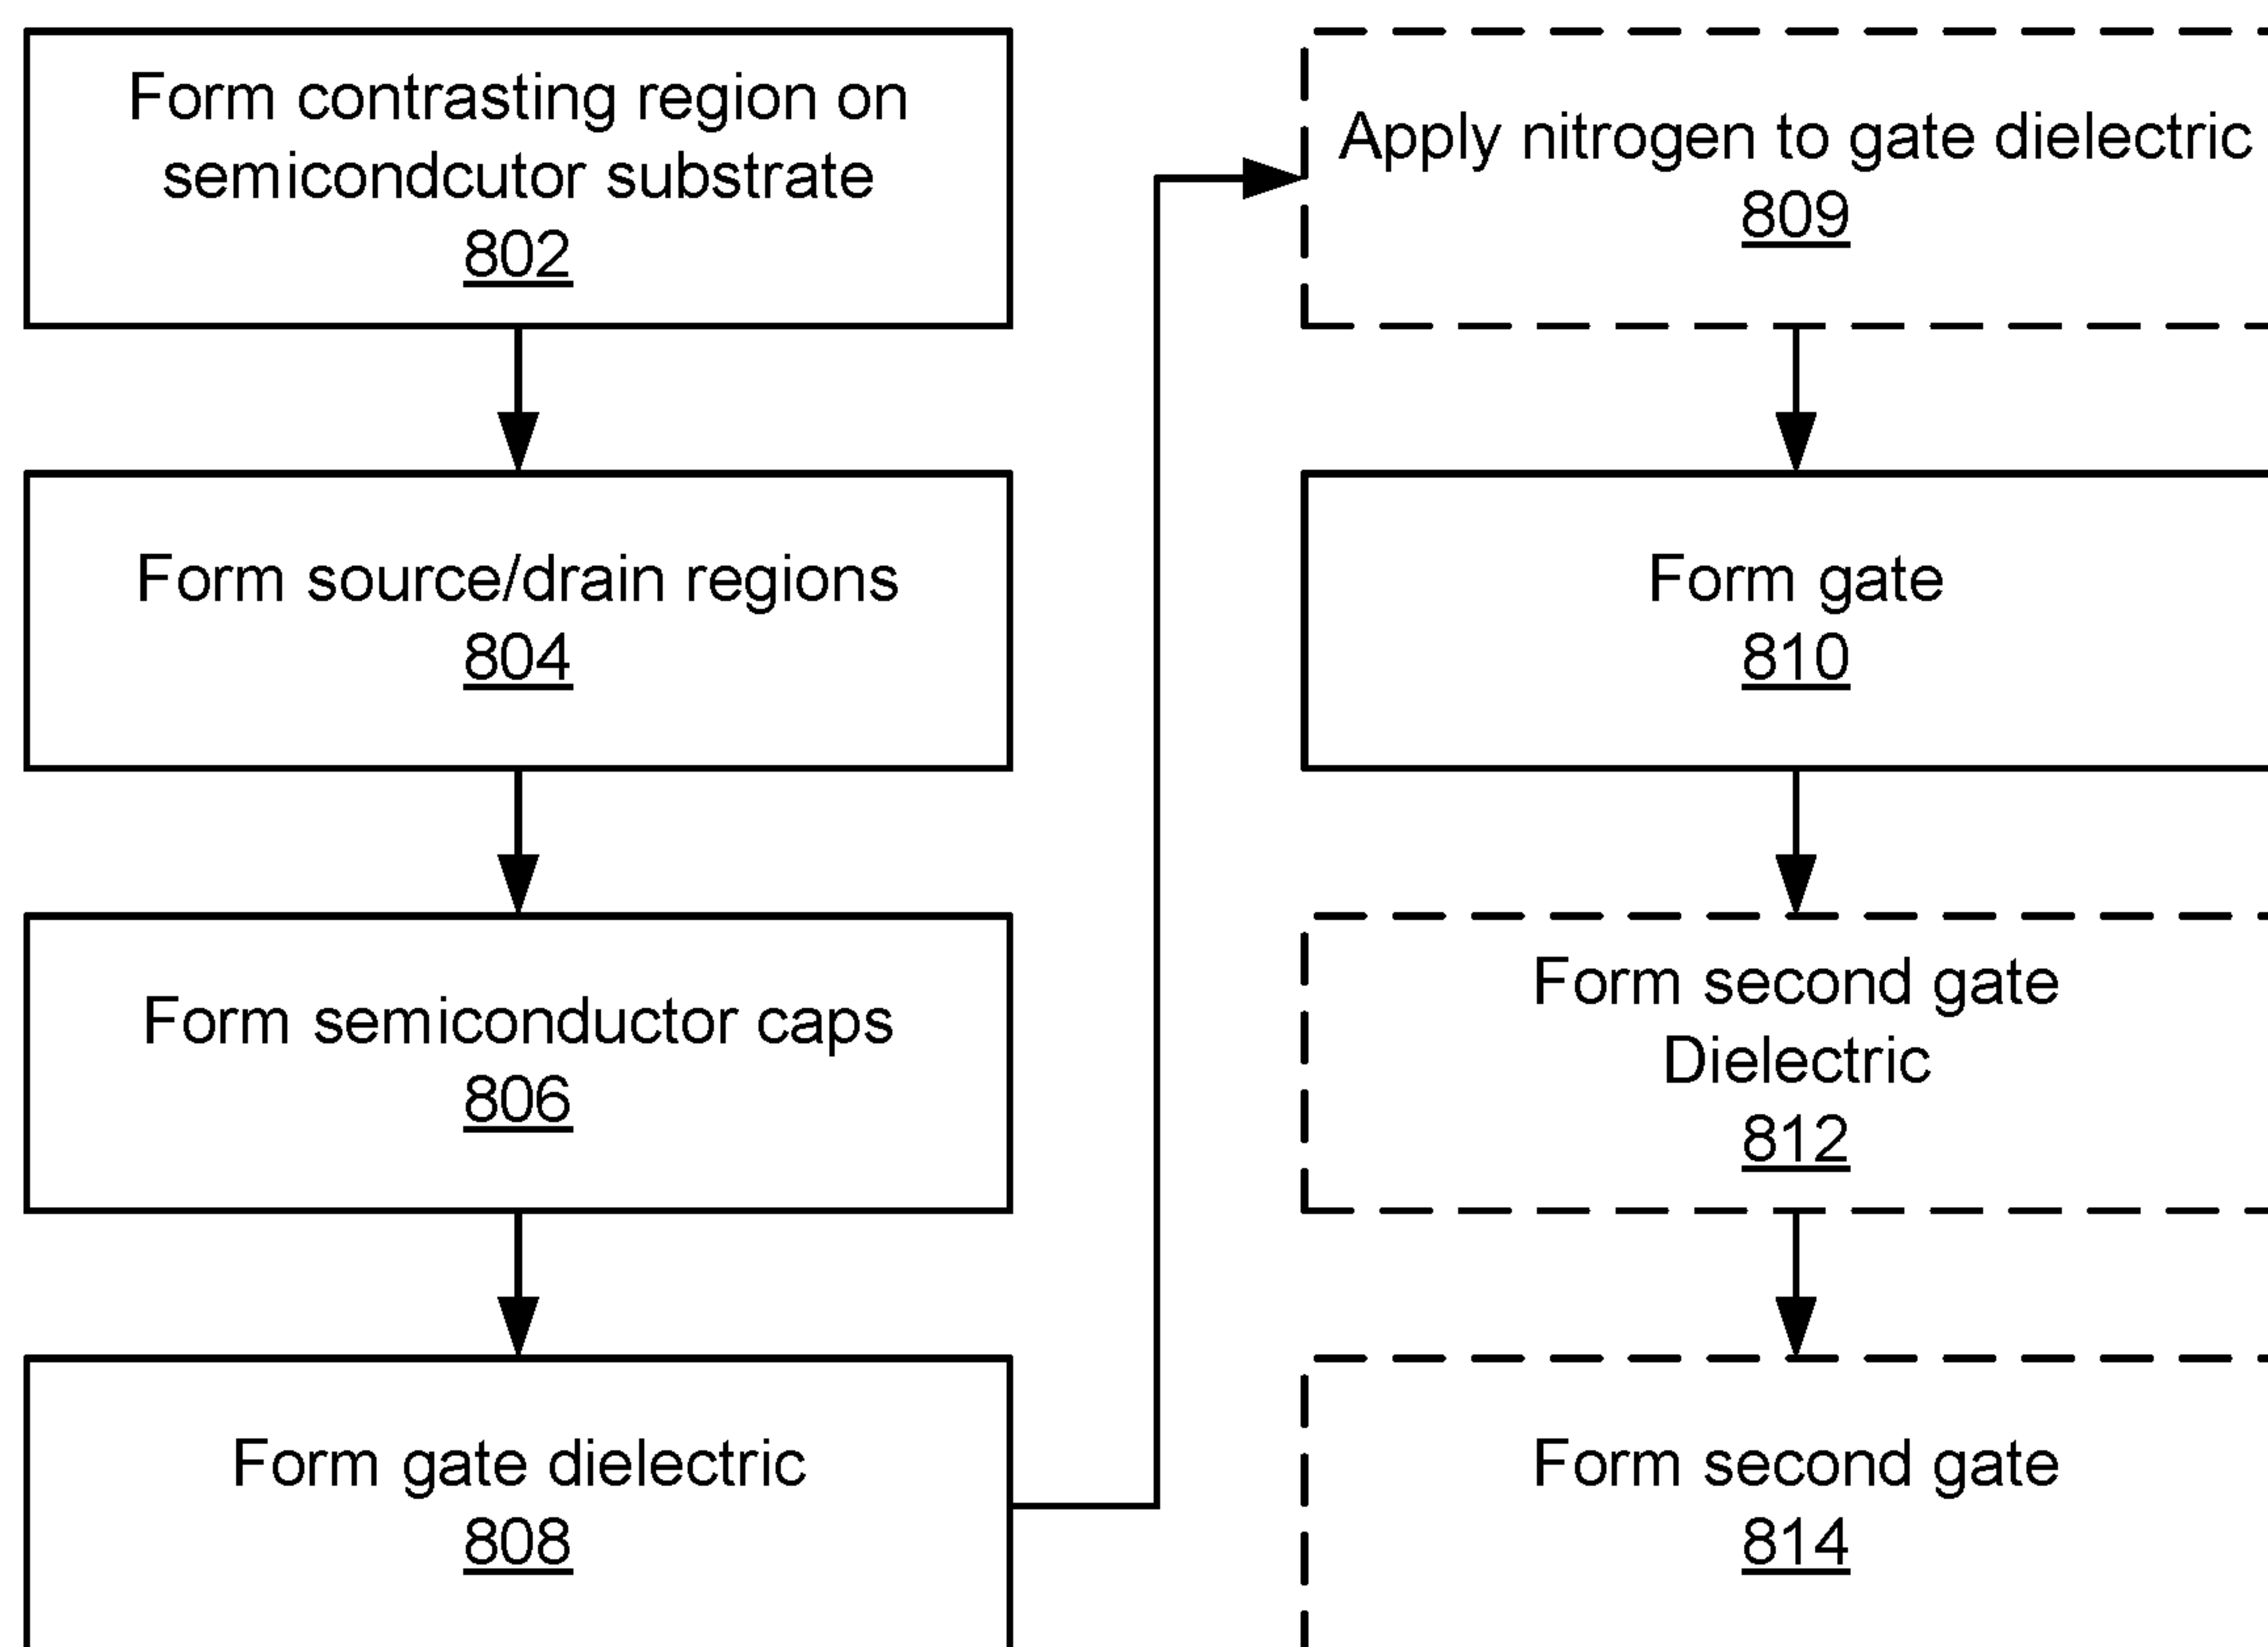 Form contrasting region on
semicondcutor substrate
802
Form source/drain regions
804
Form semiconductor caps
806
Form gate dielectric
808
Apply nitrogen to gate dielectric
809
Form gate
810
Form second gate
Dielectric
812
Form second gate
814